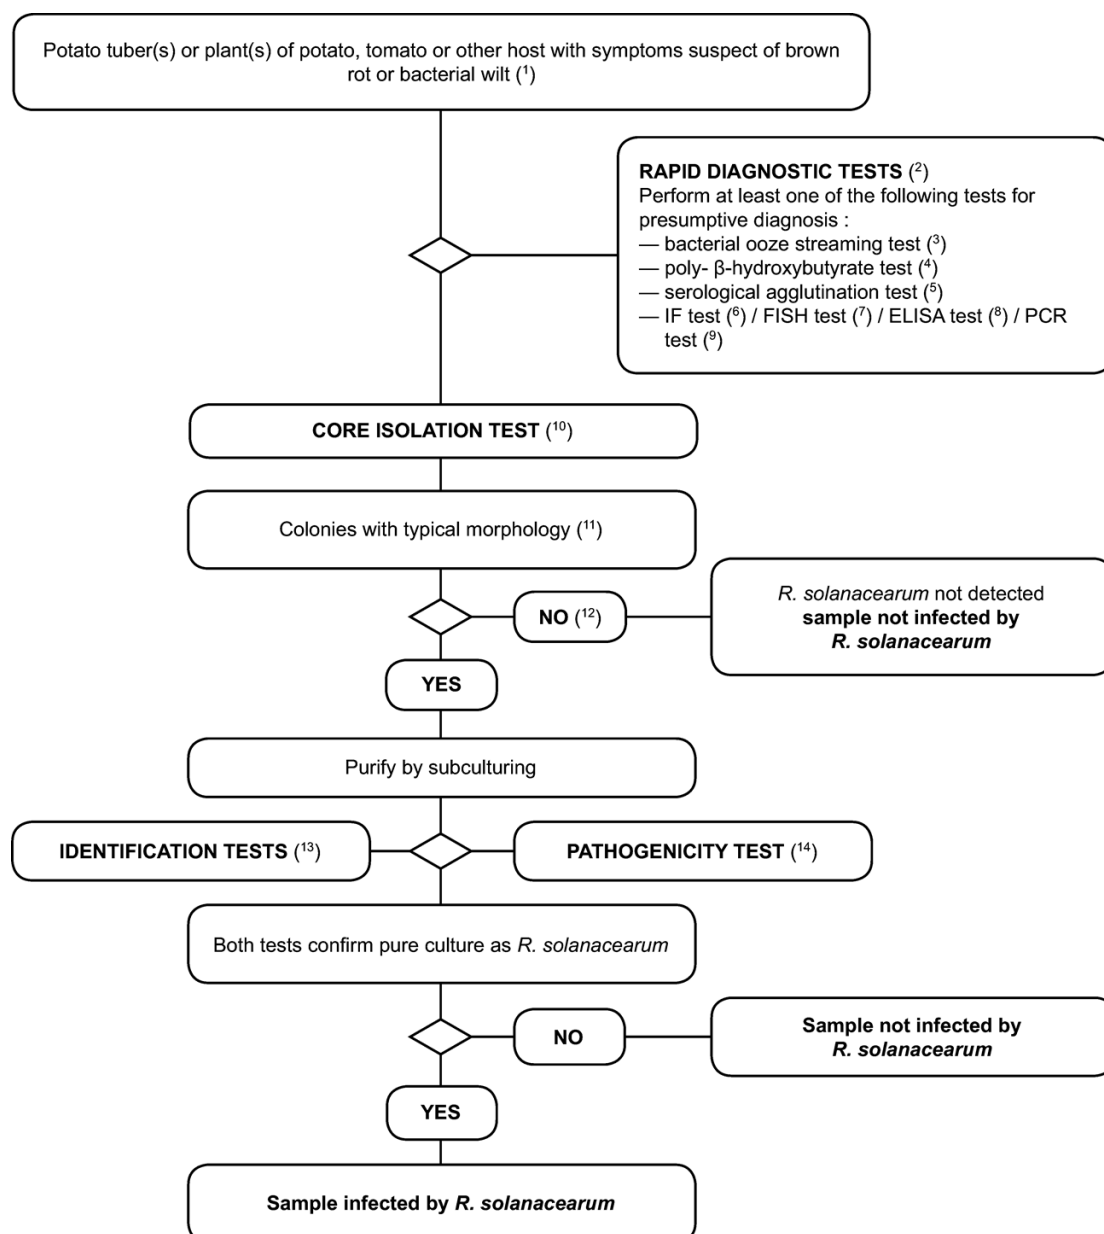 Potato tuber(s) or plant(s) of potato, tomato or other host with symptoms suspect of brown
rot or bacterial wilt (¹)
RAPID DIAGNOSTIC TESTS (²)
Perform at least one of the following tests for
presumptive diagnosis :
— bacterial ooze streaming test (³)
— poly- β-hydroxybutyrate test (⁴)
— serological agglutination test (⁵)
— IF test (⁶) / FISH test (⁷) / ELISA test (⁸) / PCR
test (⁹)
CORE ISOLATION TEST (¹⁰)
Colonies with typical morphology (¹¹)
NO (¹²)
R. solanacearum not detected
sample not infected by
R. solanacearum
YES
Purify by subculturing
IDENTIFICATION TESTS (¹³)
PATHOGENICITY TEST (¹⁴)
Both tests confirm pure culture as R. solanacearum
NO
Sample not infected by
R. solanacearum
YES
Sample infected by R. solanacearum